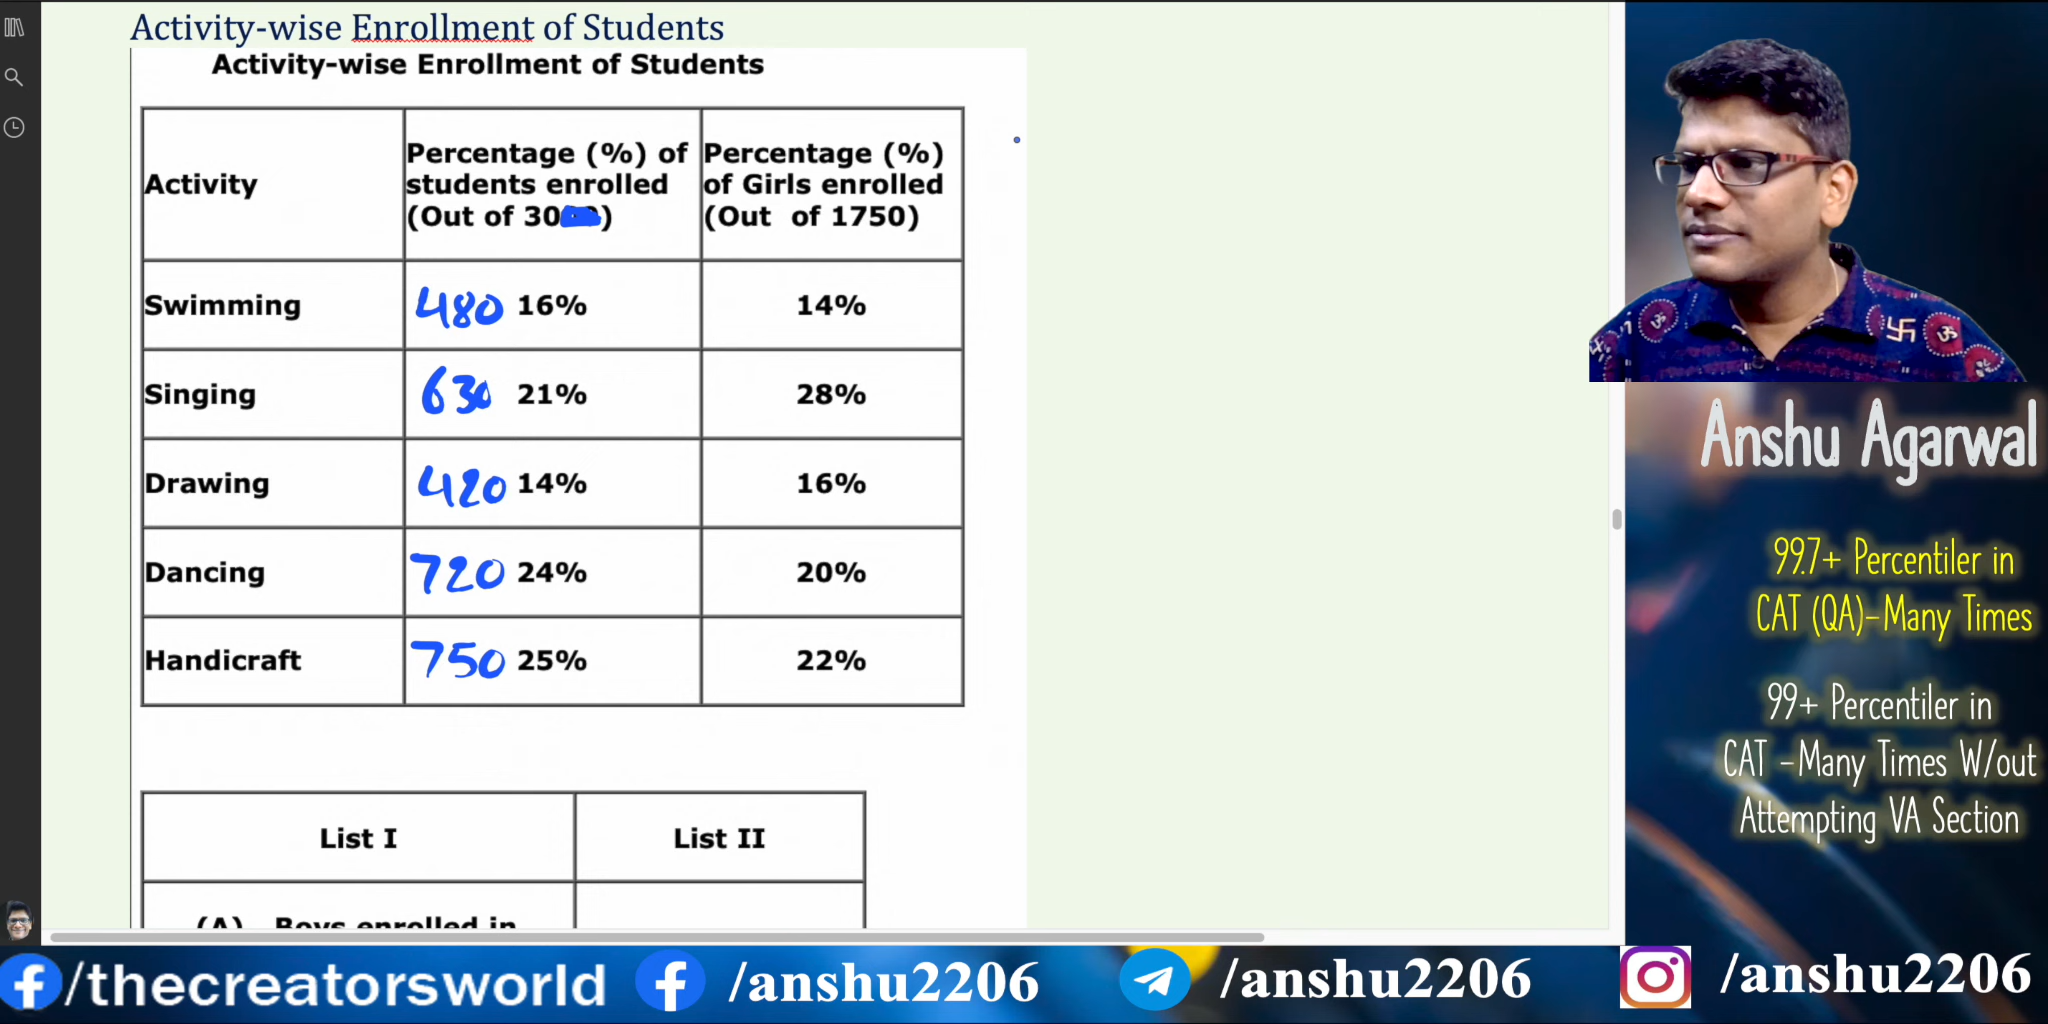 Activity-wise Enrollment of Students
Activity-wise Enrollment of Students
Activity
Percentage (%) of
students enrolled
(Out of 30
)
Percentage (%)
of Girls enrolled
(Out of 1750)
Swimming
480 16%
14%
Singing
630 21%
28%
Drawing
420 14%
16%
Dancing
720 24%
20%
Handicraft
750 25%
22%
List I
List II
(A) Boys enrolled in
Anshu Agarwal
99.7+ Percentiler in
CAT (QA)-Many Times
99+ Percentiler in
CAT -Many Times W/out
Attempting VA Section
/thecreatorsworld
/anshu2206
/anshu2206
/anshu2206